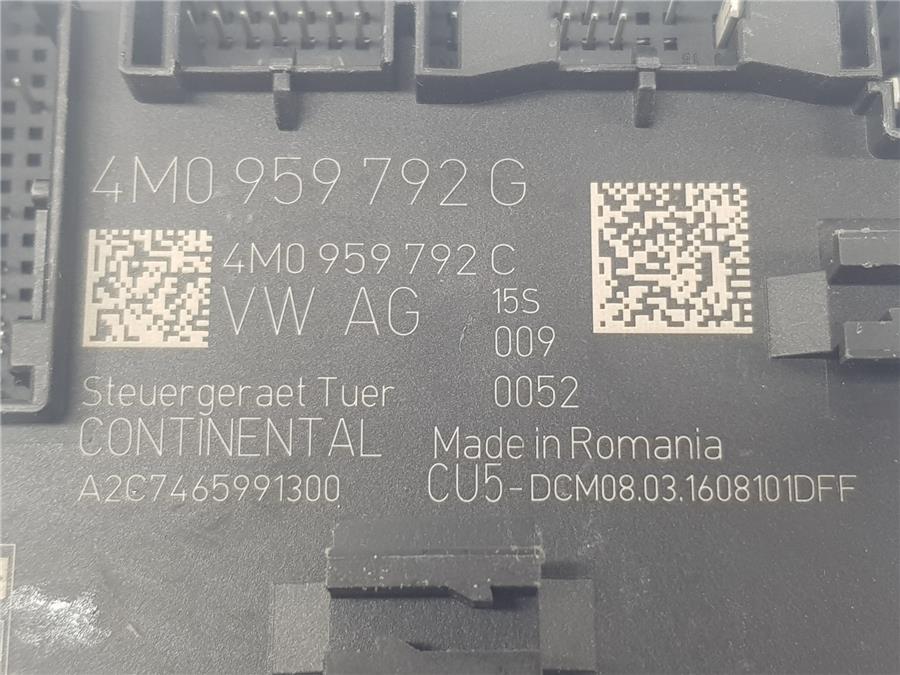 4M0 959 792 G
4M0 959 792 C
VW AG
15S
009
Steuergeraet Tuer
0052
CONTINENTAL
Made in Romania
A2C7465991300
CU5-DCM08.03.1608101DFF